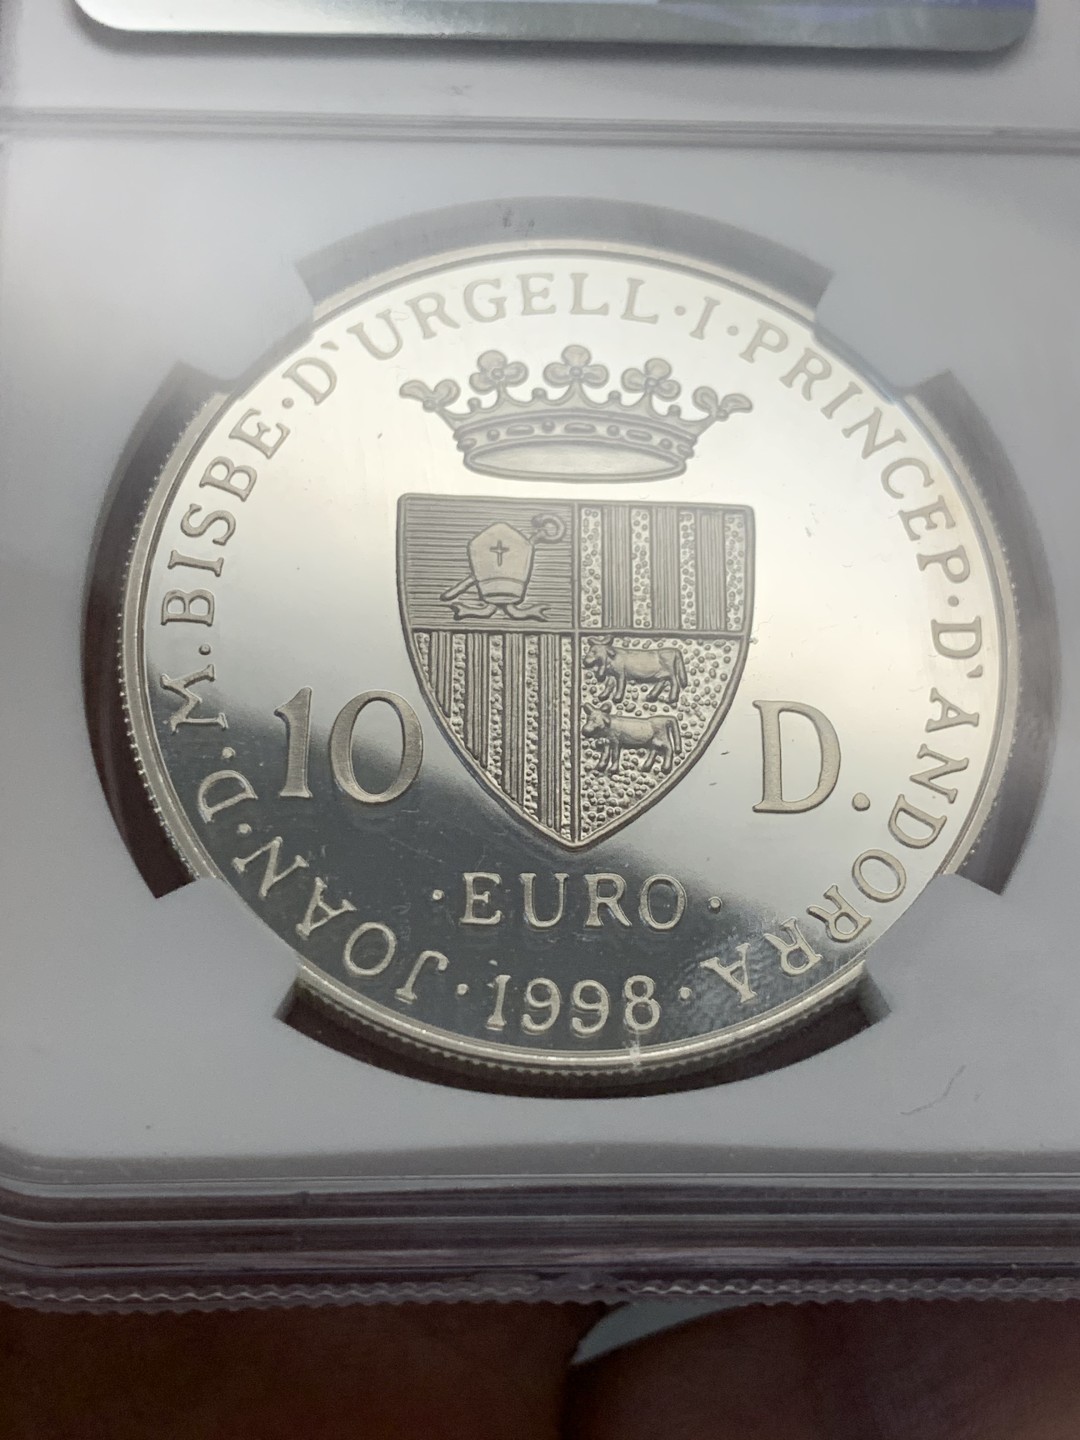 JOAN·D.·D.·M.BISBE·D'URGELL·I·PRINCEP·D'ANDORRA
10 D.
·EURO·
·1998·